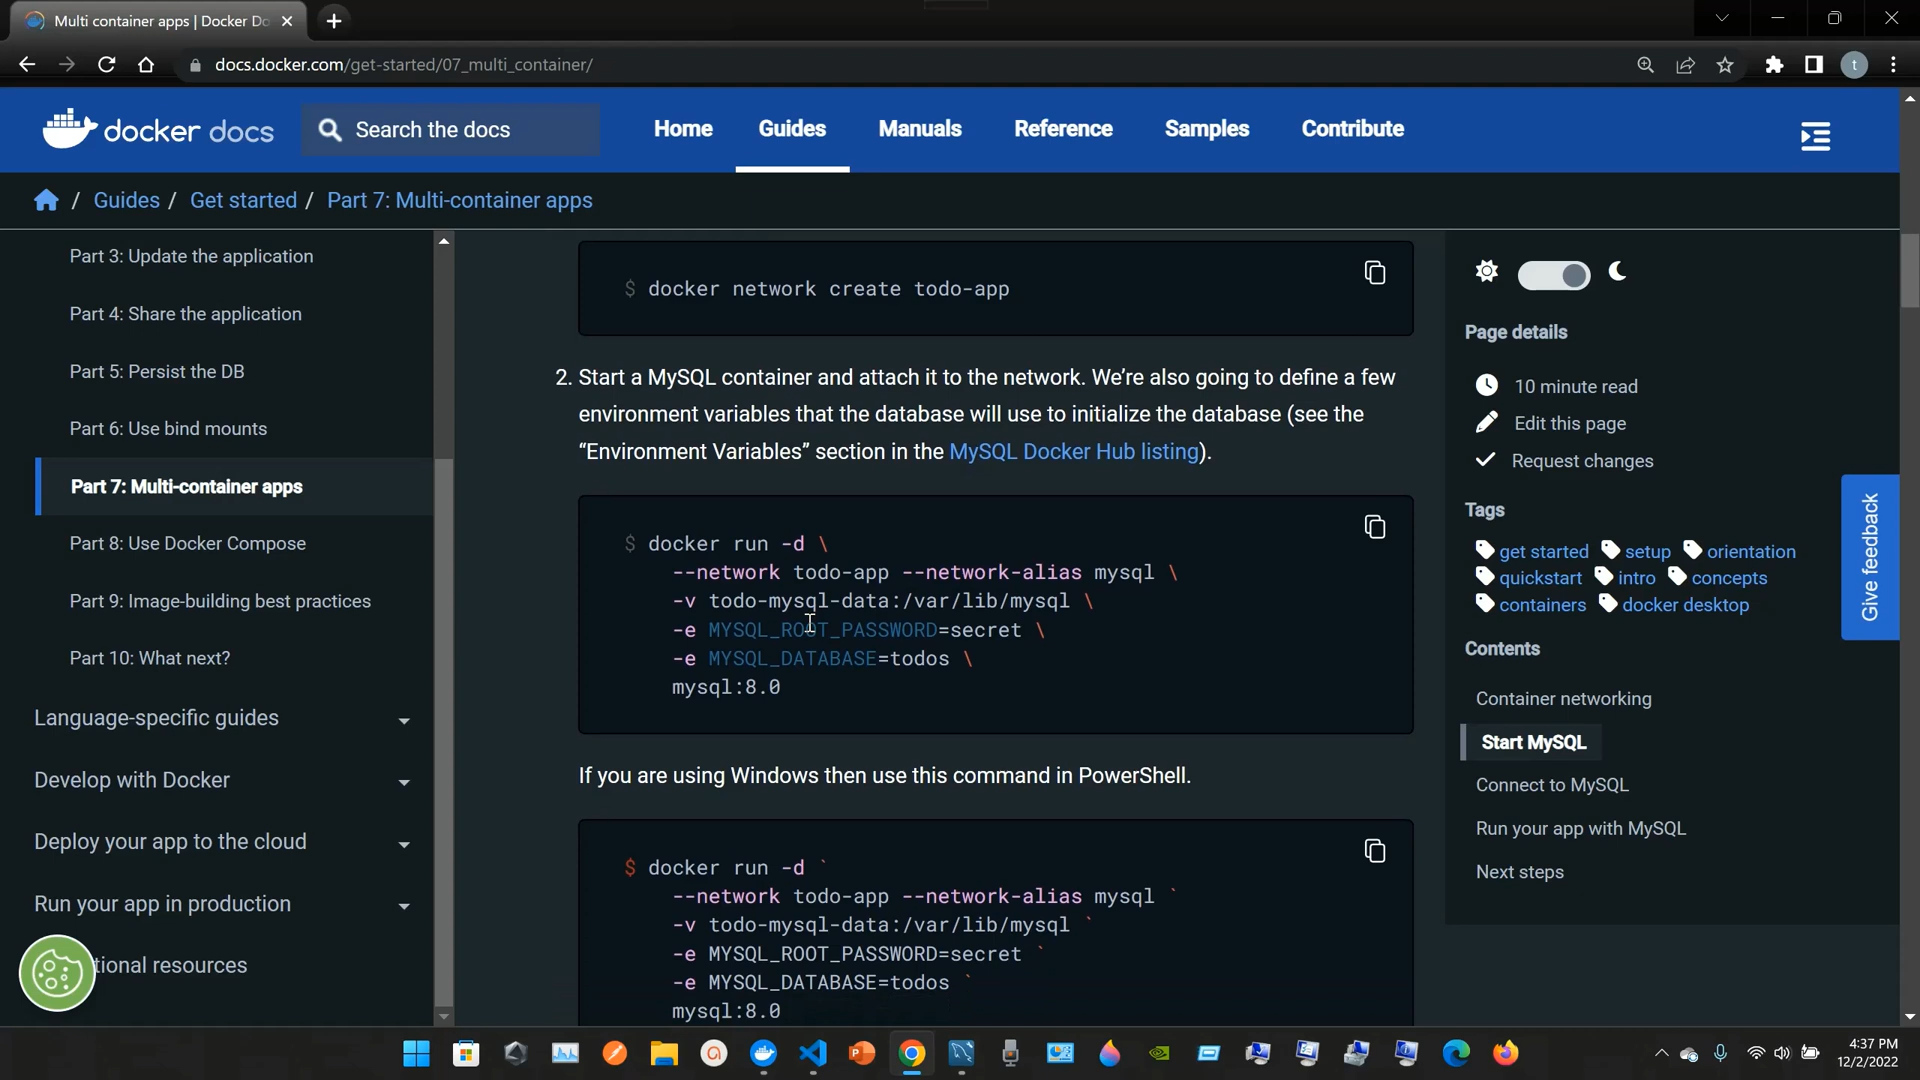 Multi container apps | Docker Do
docs.docker.com/get-started/07_multi_container/
t
docker docs
Search the docs
Home
Guides
Manuals
Reference
Samples
Contribute
/ Guides / Get started / Part 7: Multi-container apps
Part 3: Update the application
Part 4: Share the application
Part 5: Persist the DB
Part 6: Use bind mounts
Part 7: Multi-container apps
Part 8: Use Docker Compose
Part 9: Image-building best practices
Part 10: What next?
Language-specific guides
Develop with Docker
Deploy your app to the cloud
Run your app in production
tional resources
$ docker network create todo-app
2. Start a MySQL container and attach it to the network. We're also going to define a few
environment variables that the database will use to initialize the database (see the
“Environment Variables” section in the MySQL Docker Hub listing).
$ docker run -d \
--network todo-app --network-alias mysql \
-v todo-mysql-data:/var/lib/mysql \
-e MYSQL_ROOT_PASSWORD=secret \
-e MYSQL_DATABASE=todos \
mysql:8.0
If you are using Windows then use this command in PowerShell.
$ docker run -d `
--network todo-app --network-alias mysql `
-v todo-mysql-data:/var/lib/mysql `
-e MYSQL_ROOT_PASSWORD=secret `
-e MYSQL_DATABASE=todos `
mysql:8.0
Page details
10 minute read
Edit this page
Request changes
Tags
get started setup orientation
quickstart intro concepts
containers docker desktop
Contents
Container networking
Start MySQL
Connect to MySQL
Run your app with MySQL
Next steps
Give feedback
4:37 PM
12/2/2022